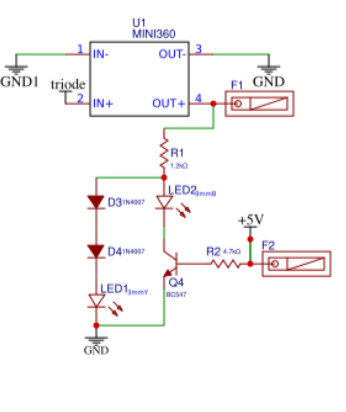 U1
MINI360
1 IN- OUT- 3
GND1 triode GND
2 IN+ OUT+ 4 F1
R1
1.2kΩ
LED2 3mmB
D3 1N4007
+5V
D4 1N4007 R2 4.7kΩ F2
LED1 3mmY Q4
BC547
GND